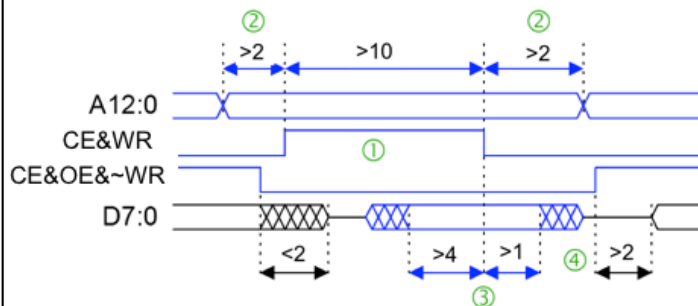 ② ②
>2 >10 >2
A12:0
CE&WR ①
CE&OE&~WR
D7:0
<2 >4 >1 ④ >2
③